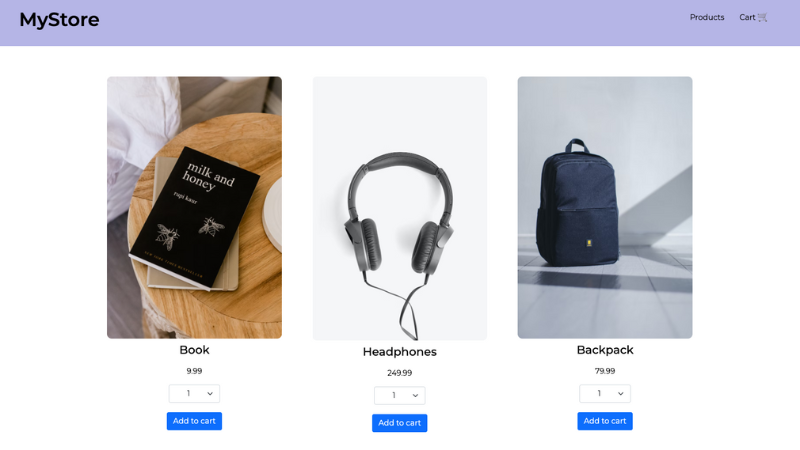 MyStore
Products
Cart
milk and
honey
rupi kaur
Book
9.99
1
Add to cart
Headphones
249.99
1
Add to cart
Backpack
79.99
1
Add to cart